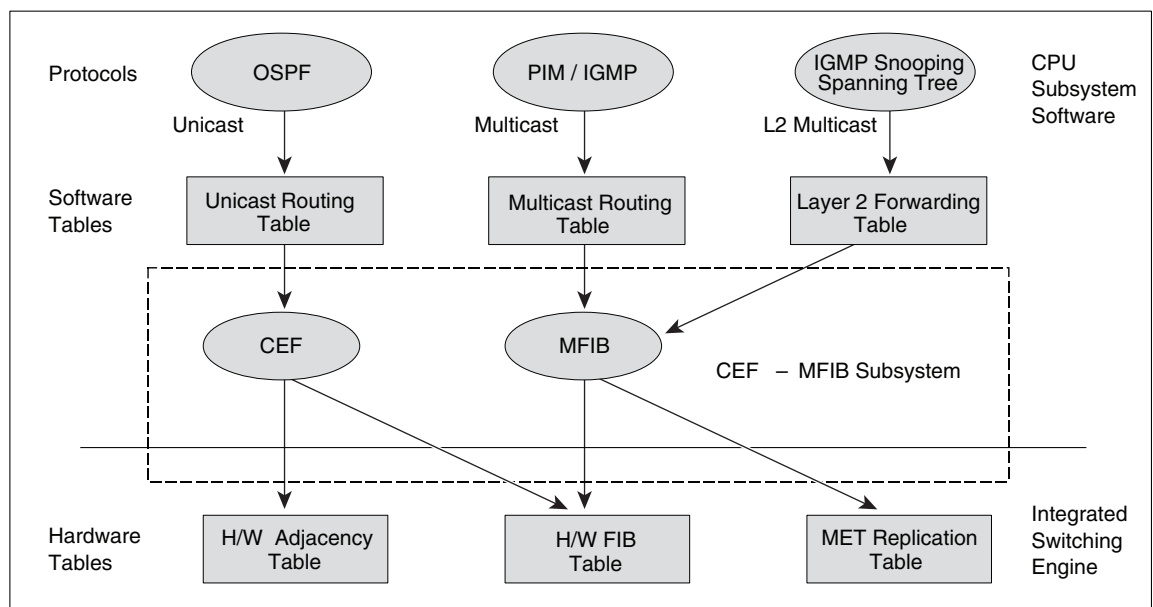 Protocols
OSPF
PIM / IGMP
IGMP Snooping
Spanning Tree
CPU
Subsystem
Software
Unicast
Multicast
L2 Multicast
Software
Tables
Unicast Routing
Table
Multicast Routing
Table
Layer 2 Forwarding
Table
CEF
MFIB
CEF – MFIB Subsystem
Hardware
Tables
H/W Adjacency
Table
H/W FIB
Table
MET Replication
Table
Integrated
Switching
Engine